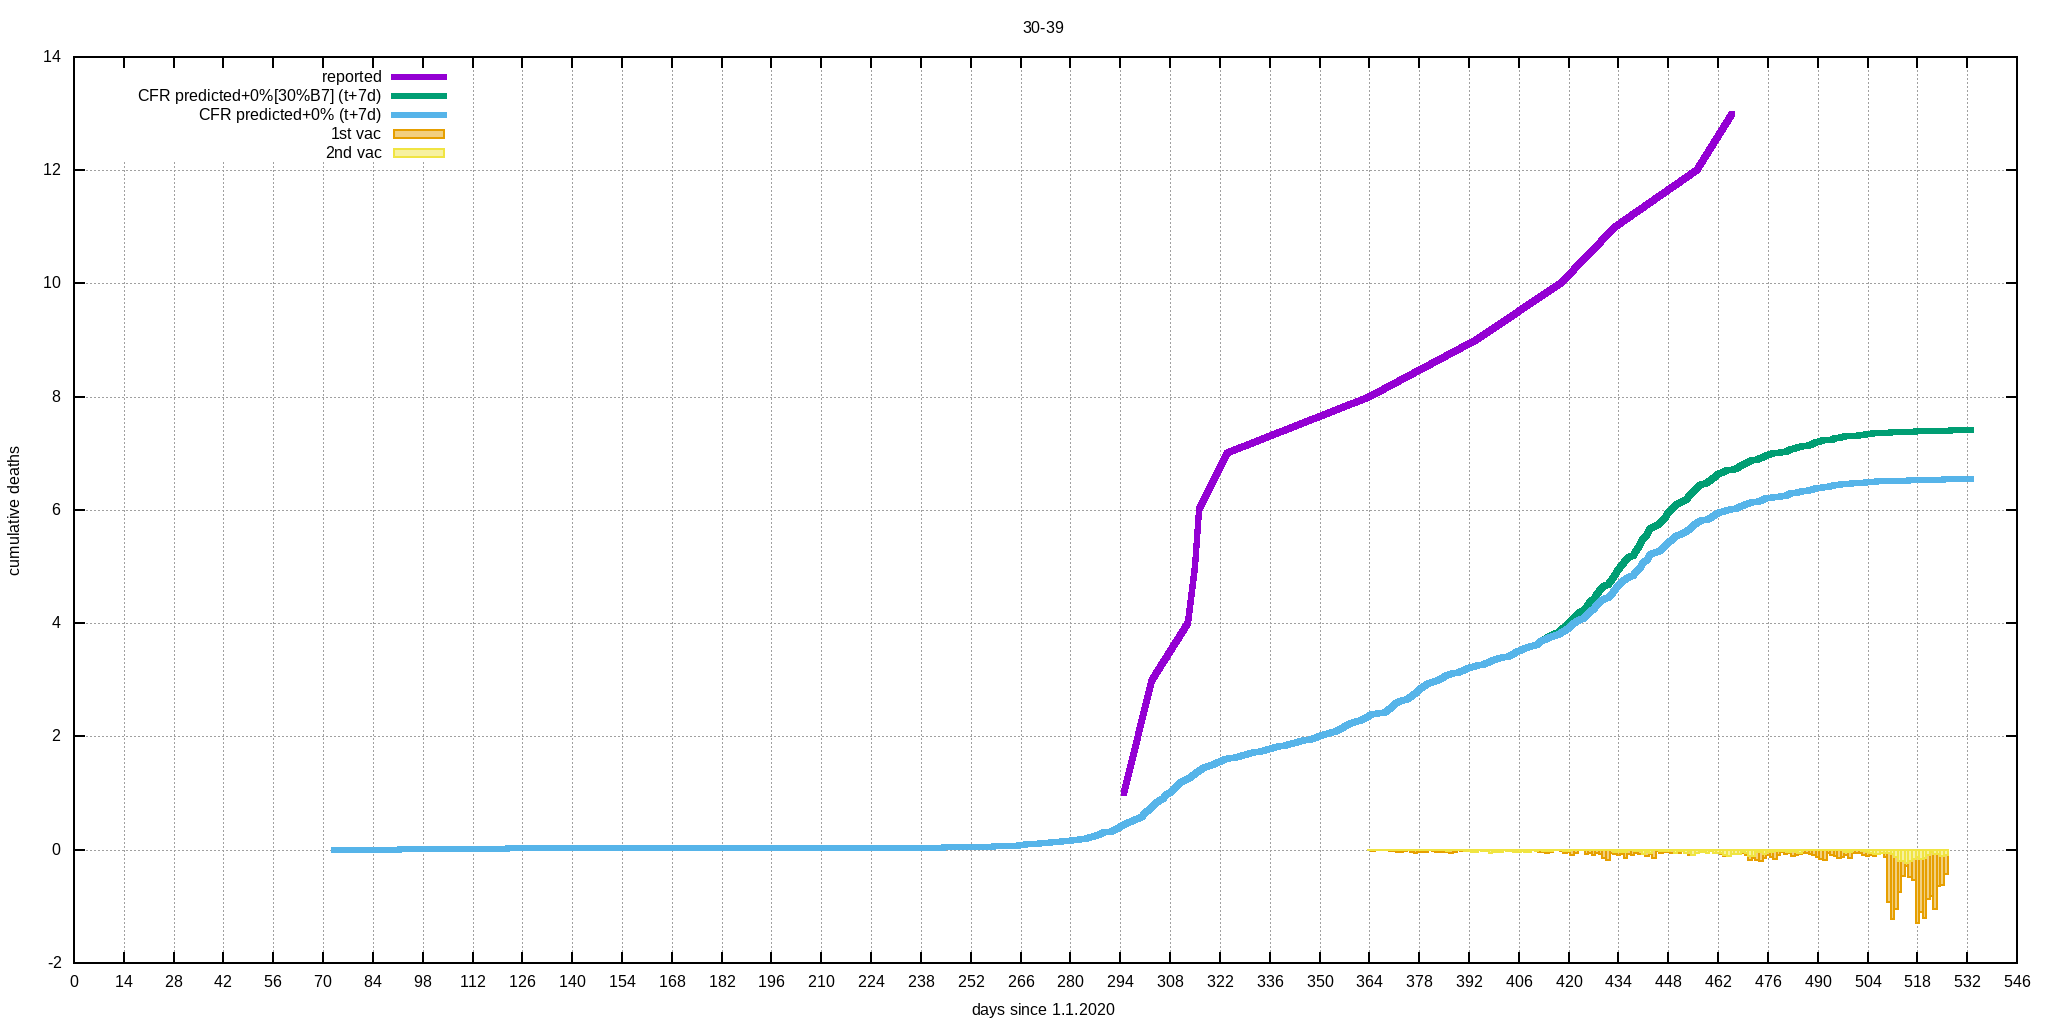 30-39
reported
CFR predicted+0%[30%B7] (t+7d)
CFR predicted+0% (t+7d)
1st vac
2nd vac
14
12
10
8
6
4
2
0
-2
cumulative deaths
0 14 28 42 56 70 84 98 112 126 140 154 168 182 196 210 224 238 252 266 280 294 308 322 336 350 364 378 392 406 420 434 448 462 476 490 504 518 532 546
days since 1.1.2020